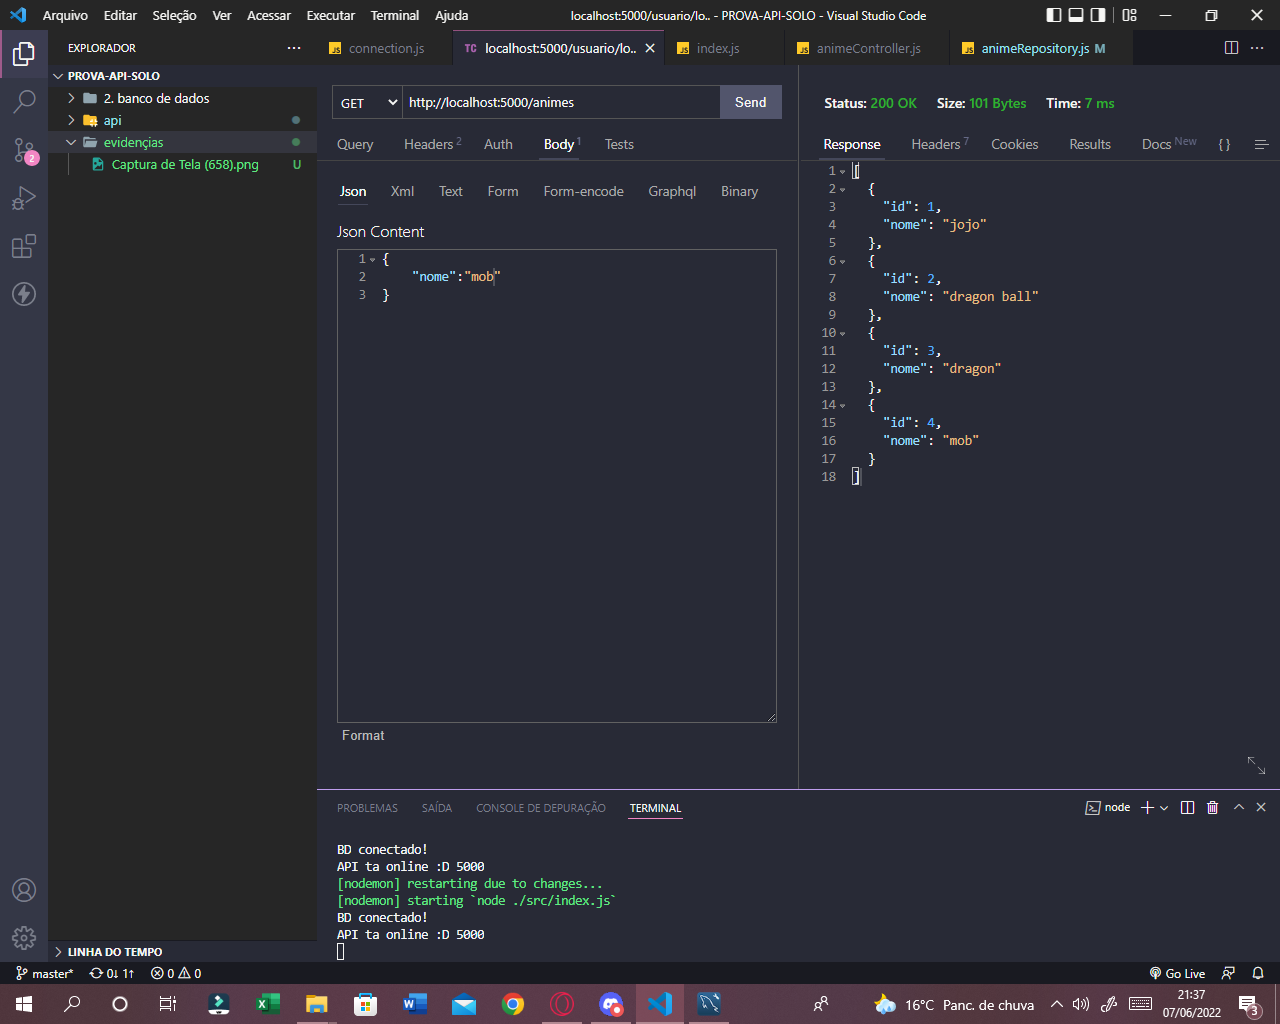 Arquivo Editar Seleção Ver Acessar Executar Terminal Ajuda
localhost:5000/usuario/lo.. - PROVA-API-SOLO - Visual Studio Code
EXPLORADOR
JS connection.js
TC localhost:5000/usuario/lo..
JS index.js
JS animeController.js
JS animeRepository.js M
PROVA-API-SOLO
2. banco de dados
api
evidençias
Captura de Tela (658).png U
2
LINHA DO TEMPO
GET http://localhost:5000/animes Send
Query Headers 2 Auth Body 1 Tests
Json Xml Text Form Form-encode Graphql Binary
Json Content
1 {
2 "nome":"mob"
3 }
Format
Status: 200 OK Size: 101 Bytes Time: 7 ms
Response Headers 7 Cookies Results Docs New { }
1 [
2 {
3 "id": 1,
4 "nome": "jojo"
5 },
6 {
7 "id": 2,
8 "nome": "dragon ball"
9 },
10 {
11 "id": 3,
12 "nome": "dragon"
13 },
14 {
15 "id": 4,
16 "nome": "mob"
17 }
18 ]
PROBLEMAS SAÍDA CONSOLE DE DEPURAÇÃO TERMINAL
node
BD conectado!
API ta online :D 5000
[nodemon] restarting due to changes...
[nodemon] starting `node ./src/index.js`
BD conectado!
API ta online :D 5000
master* 0↓ 1↑ 0 0
Go Live
16°C Panc. de chuva
21:37
07/06/2022
3